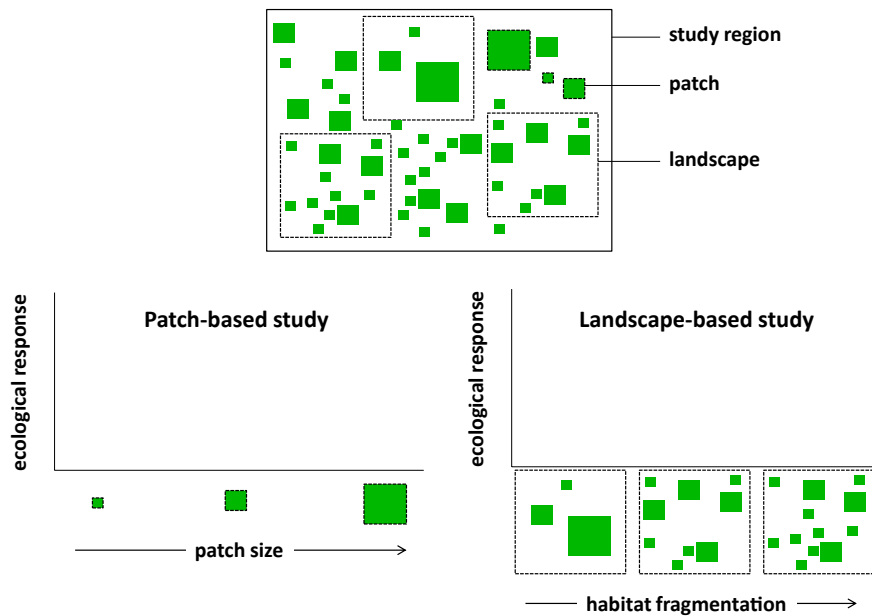 study region
patch
landscape
Patch-based study
ecological response
patch size
Landscape-based study
ecological response
habitat fragmentation